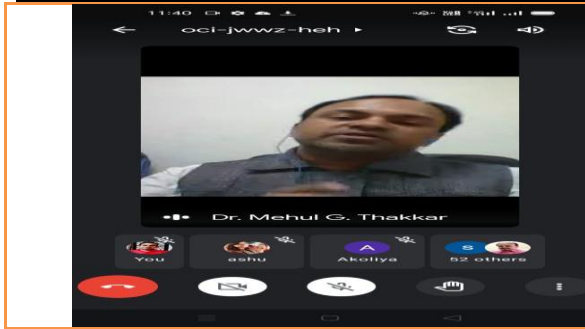 11:40
oci-jwwz-heh
Dr. Mehul G. Thakkar
You
ashu
Akoliya
52 others
A
S